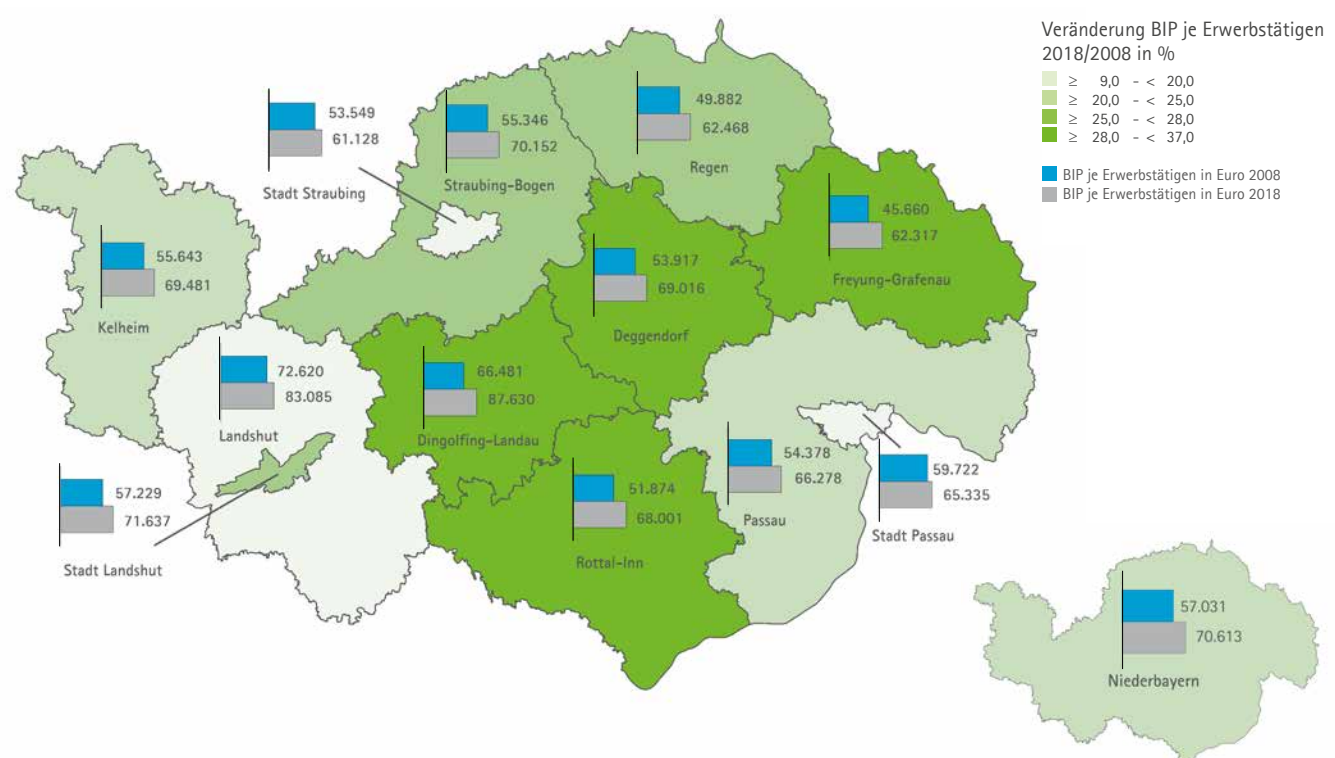 Veränderung BIP je Erwerbstätigen
2018/2008 in %
≥ 9,0 - < 20,0
≥ 20,0 - < 25,0
≥ 25,0 - < 28,0
≥ 28,0 - < 37,0
BIP je Erwerbstätigen in Euro 2008
BIP je Erwerbstätigen in Euro 2018
53.549
61.128
Stadt Straubing
55.346
70.152
Straubing-Bogen
49.882
62.468
Regen
45.660
62.317
Freyung-Grafenau
55.643
69.481
Kelheim
53.917
69.016
Deggendorf
72.620
83.085
Landshut
66.481
87.630
Dingolfing-Landau
57.229
71.637
Stadt Landshut
51.874
68.001
Rottal-Inn
54.378
66.278
Passau
59.722
65.335
Stadt Passau
57.031
70.613
Niederbayern